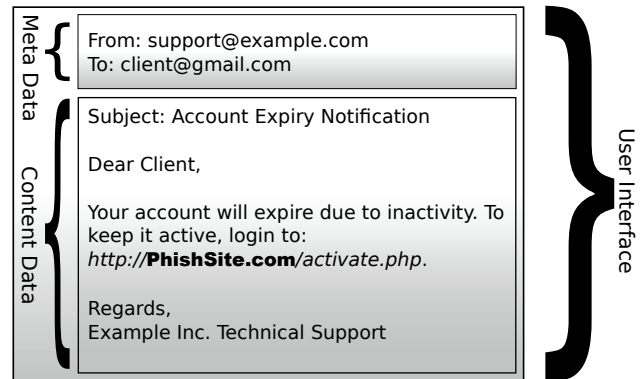 Meta Data
From: support@example.com
To: client@gmail.com
Content Data
Subject: Account Expiry Notification
Dear Client,
Your account will expire due to inactivity. To
keep it active, login to:
http://PhishSite.com/activate.php.
Regards,
Example Inc. Technical Support
User Interface